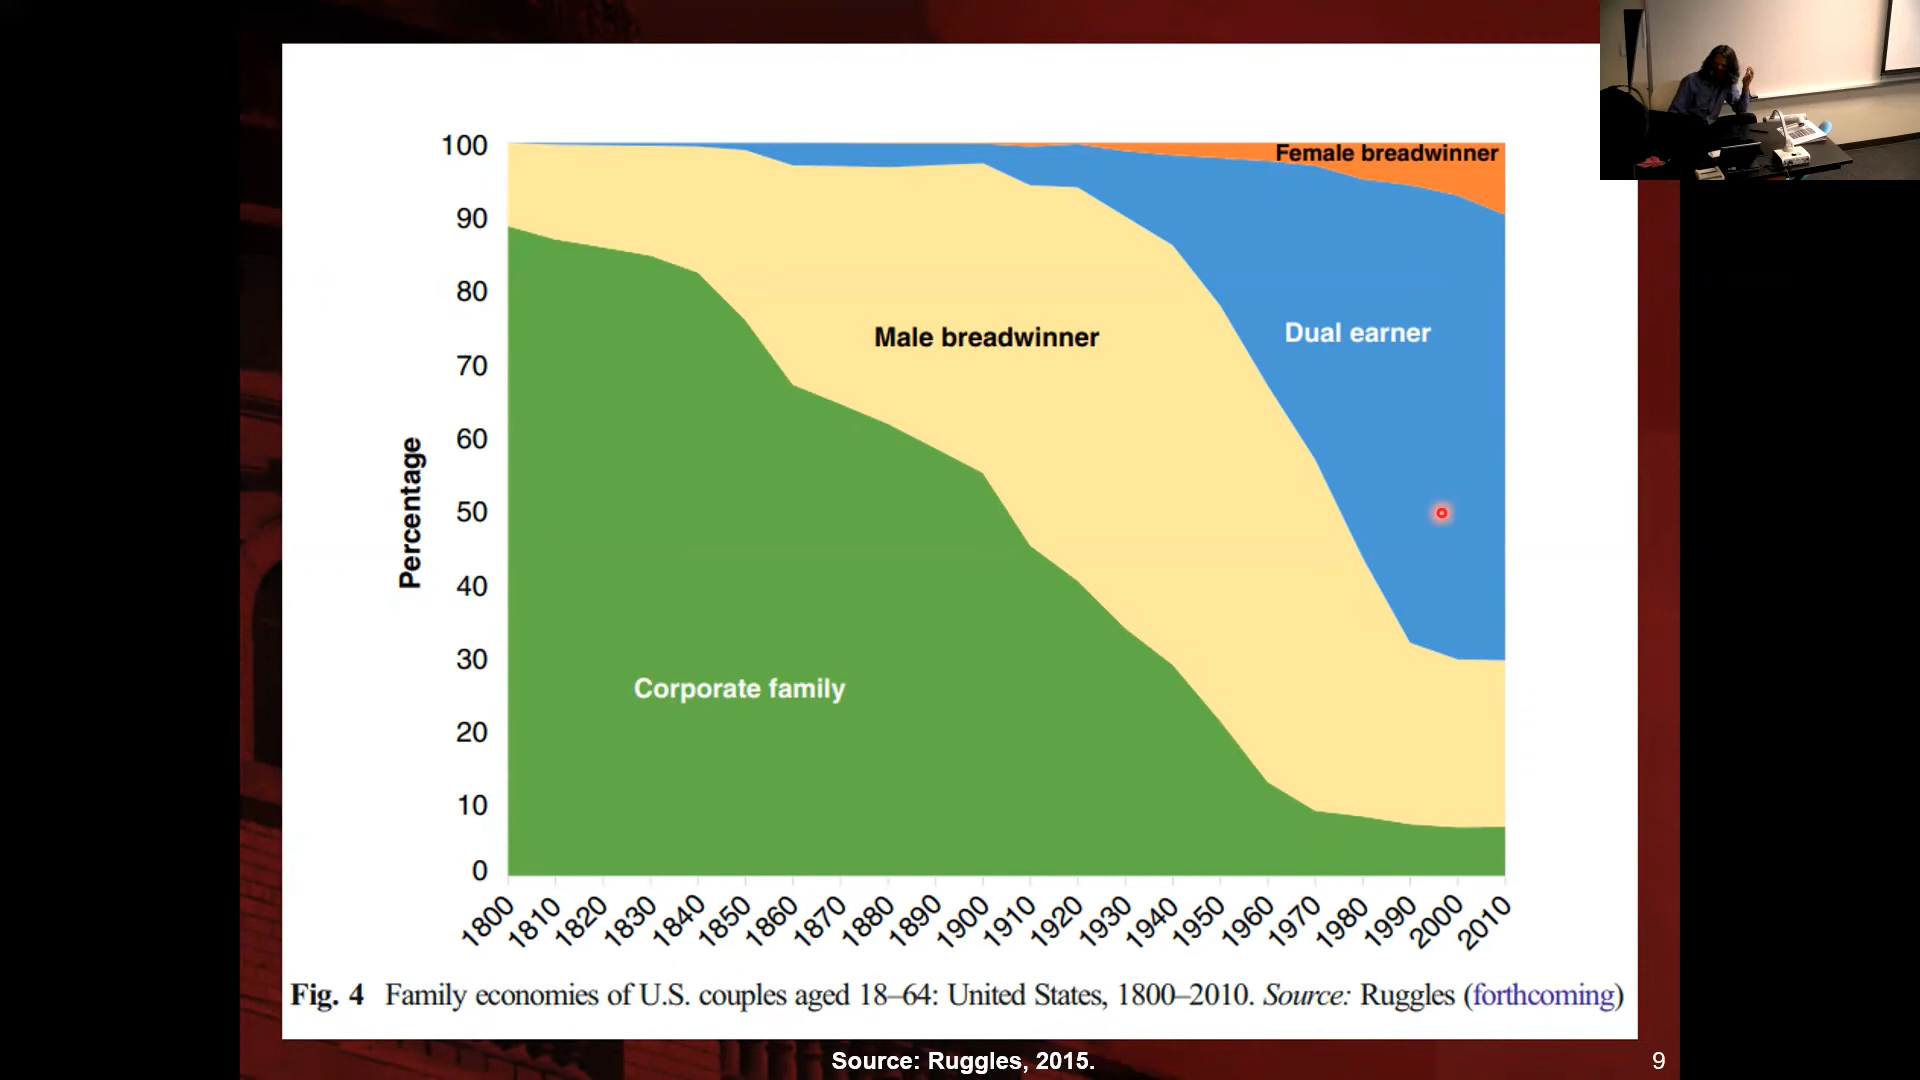 100
90
80
70
60
50
40
30
20
10
0
Percentage
Female breadwinner
Dual earner
Male breadwinner
Corporate family
1800 1810 1820 1830 1840 1850 1860 1870 1880 1890 1900 1910 1920 1930 1940 1950 1960 1970 1980 1990 2000 2010
Fig. 4 Family economies of U.S. couples aged 18–64: United States, 1800–2010. Source: Ruggles (forthcoming)
Source: Ruggles, 2015.
9